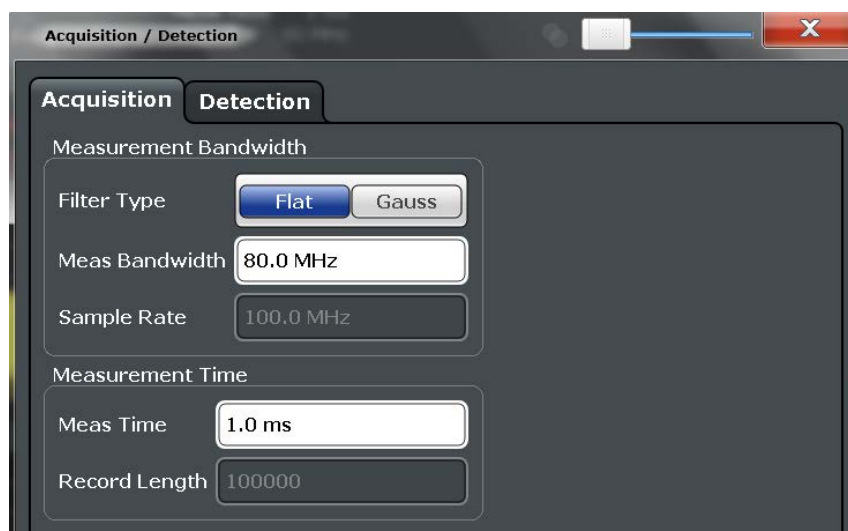 Acquisition / Detection
X
Acquisition Detection
Measurement Bandwidth
Filter Type Flat Gauss
Meas Bandwidth 80.0 MHz
Sample Rate 100.0 MHz
Measurement Time
Meas Time 1.0 ms
Record Length 100000